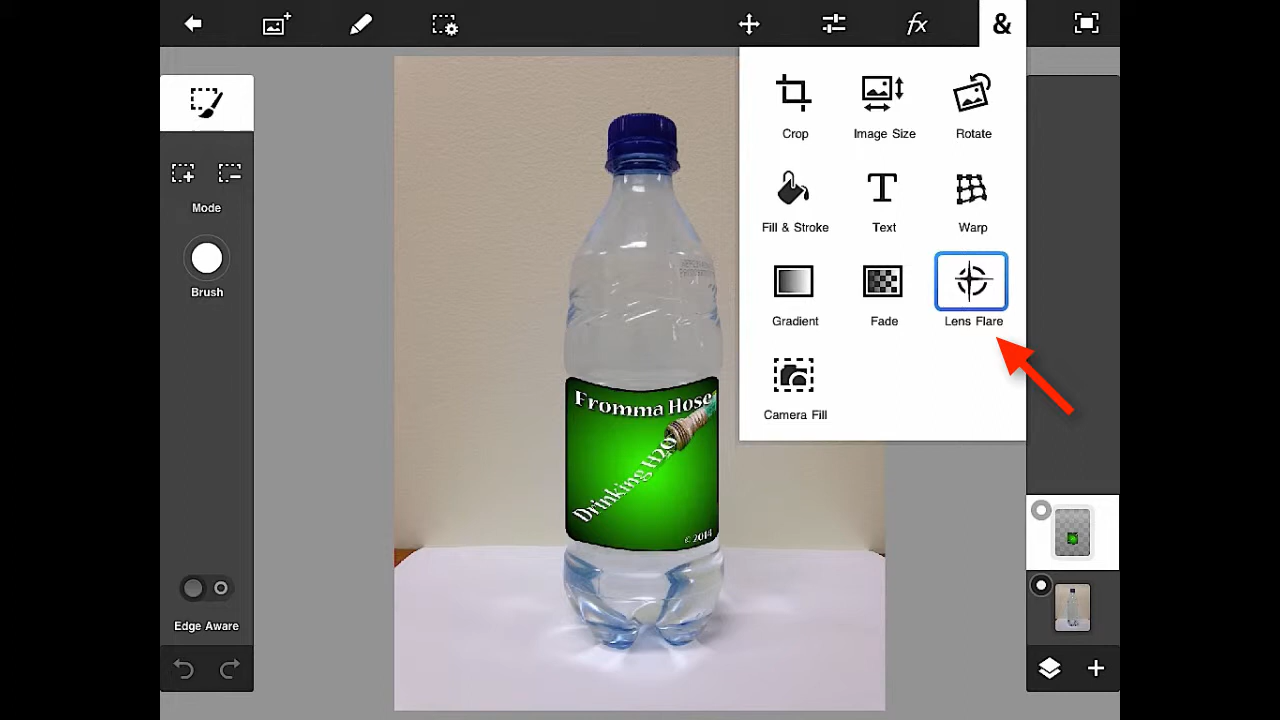 fx
&
Crop
Image Size
Rotate
T
Fill & Stroke
Text
Warp
Gradient
Fade
Lens Flare
Camera Fill
Mode
Brush
Edge Aware
Fromma Hose
Drinking H2O
© 2014